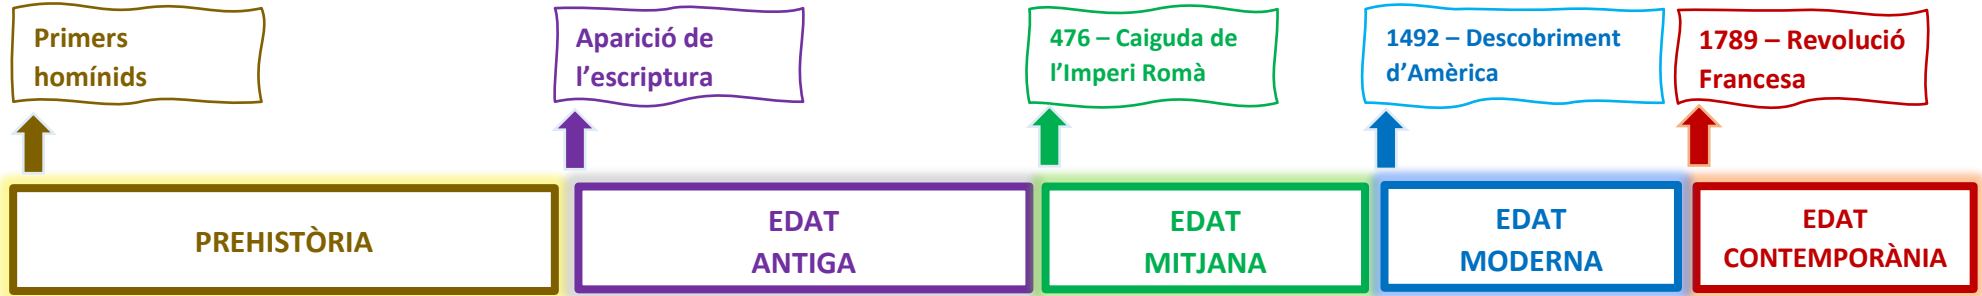 Primers
homínids
Aparició de
l’escriptura
476 – Caiguda de
l’Imperi Romà
1492 – Descobriment
d’Amèrica
1789 – Revolució
Francesa
PREHISTÒRIA
EDAT
ANTIGA
EDAT
MITJANA
EDAT
MODERNA
EDAT
CONTEMPORÀNIA